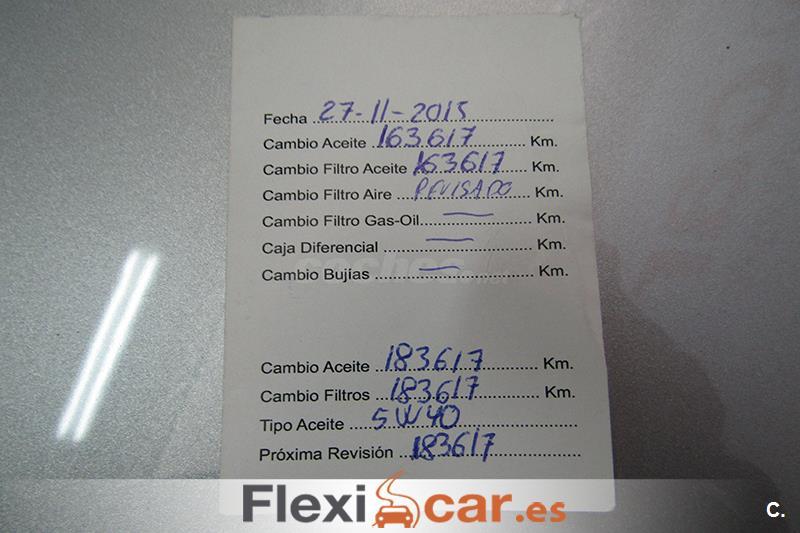 Fecha 27-11-2015
Cambio Aceite 163617 Km.
Cambio Filtro Aceite 163617 Km.
Cambio Filtro Aire REVISADO Km.
Cambio Filtro Gas-Oil — Km.
Caja Diferencial — Km.
Cambio Bujías — Km.
coches.net
Cambio Aceite 183617 Km.
Cambio Filtros 183617 Km.
Tipo Aceite 5W40
Próxima Revisión 183617
Flexicar.es
C.